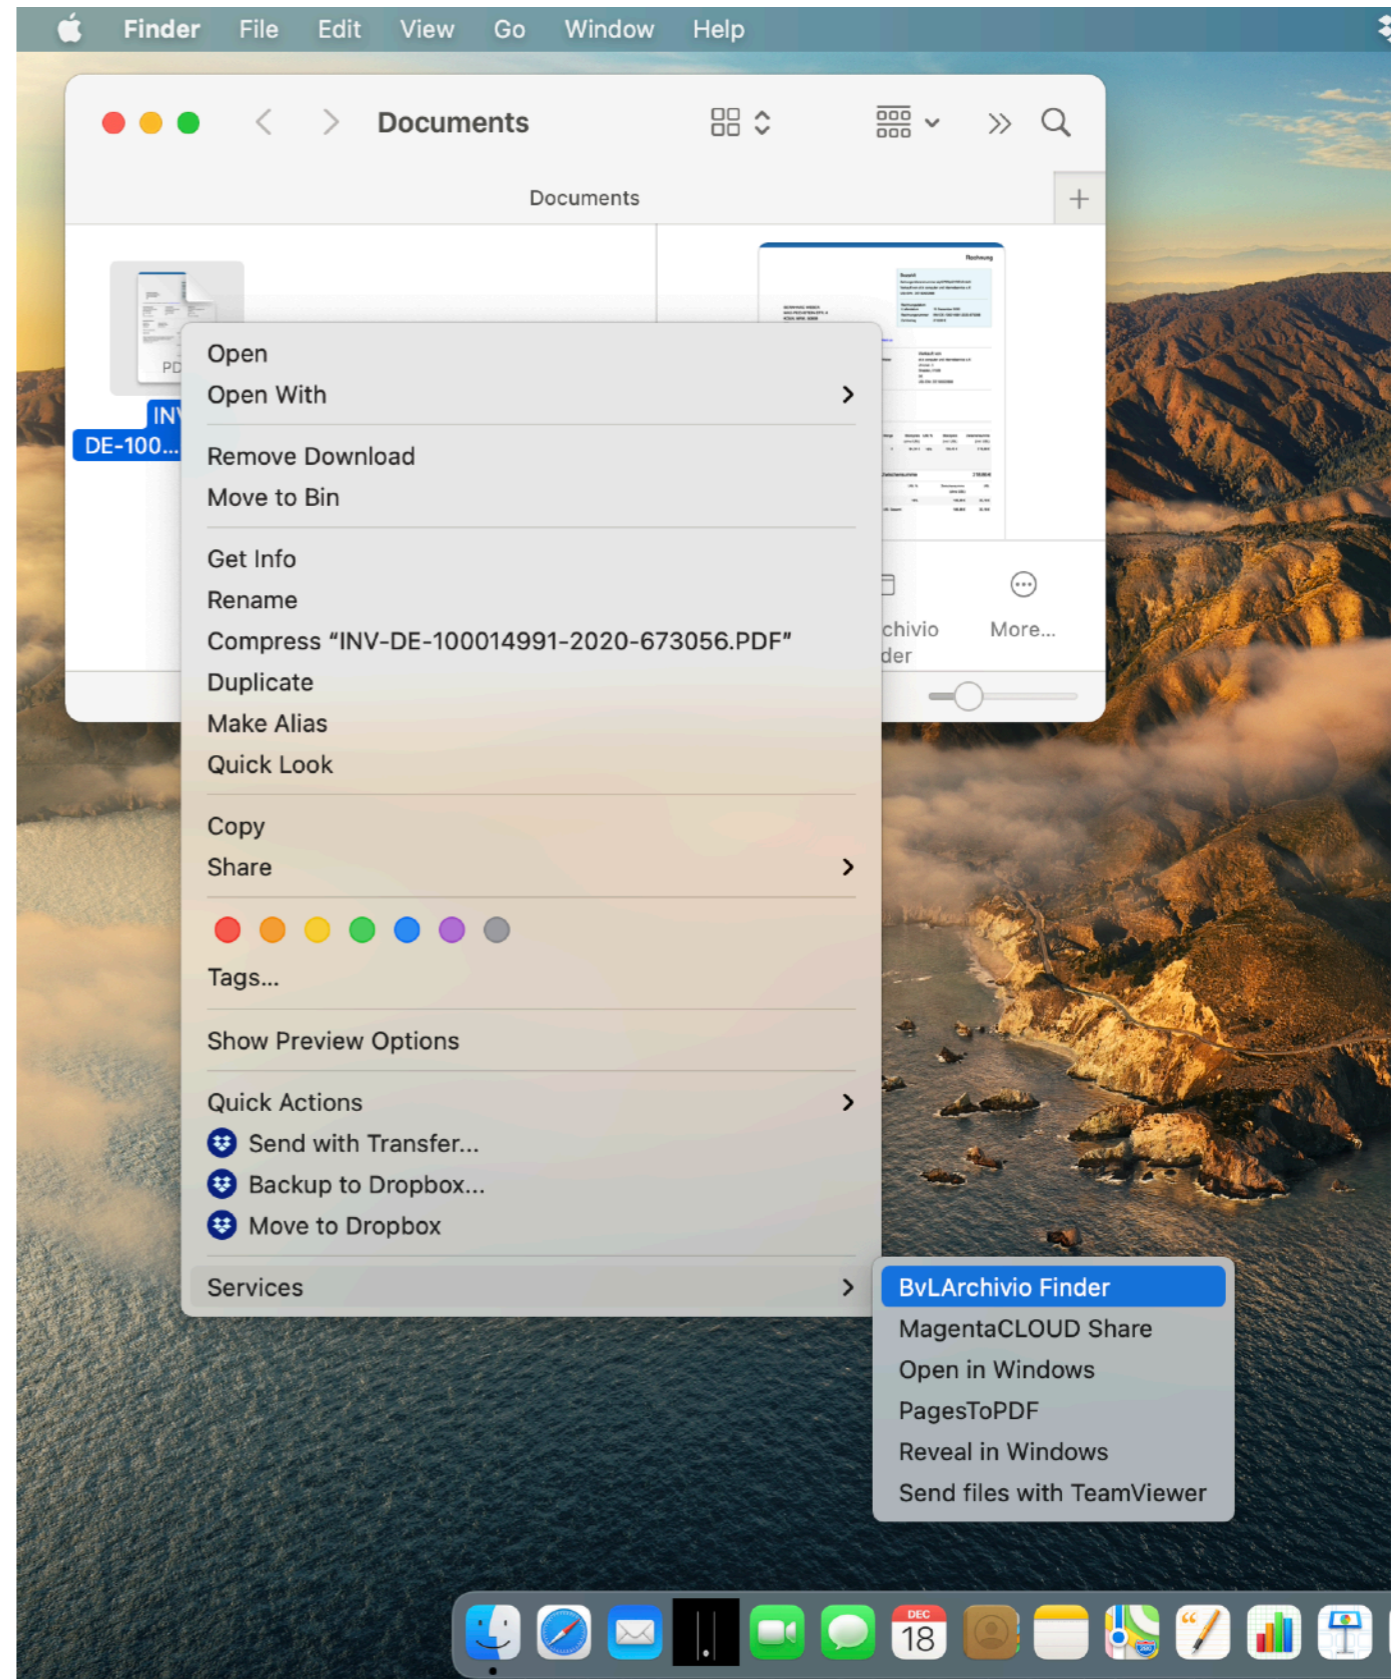 Finder File Edit View Go Window Help
Documents
Documents
Rechnung
PD
INV
DE-100...
Open
Open With
Remove Download
Move to Bin
Get Info
Rename
Compress “INV-DE-100014991-2020-673056.PDF”
Duplicate
Make Alias
Quick Look
Copy
Share
Tags...
Show Preview Options
Quick Actions
Send with Transfer...
Backup to Dropbox...
Move to Dropbox
Services
chivio
der
More...
BvLArchivio Finder
MagentaCLOUD Share
Open in Windows
PagesToPDF
Reveal in Windows
Send files with TeamViewer
DEC
18